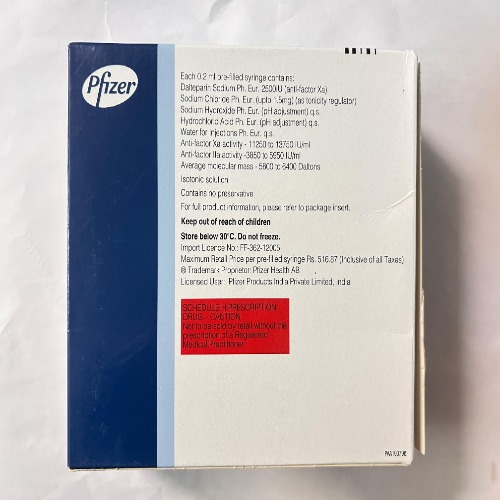 Pfizer
Each 0.2 ml pre-filled syringe contains:
Dalteparin Sodium Ph. Eur. 2500IU (anti-factor Xa)
Sodium Chloride Ph. Eur. (upto 1.5mg) (as tonicity regulator)
Sodium Hydroxide Ph. Eur. (pH adjustment) q.s.
Hydrochloric Acid Ph. Eur. (pH adjustment) q.s.
Water for Injections Ph. Eur. q.s.
Anti-factor Xa activity - 11250 to 13750 IU/ml
Anti-factor IIa activity -3850 to 5950 IU/ml
Average molecular mass - 5600 to 6400 Daltons
Isotonic solution
Contains no preservative
For full product information, please refer to package insert.
Keep out of reach of children
Store below 30°C. Do not freeze.
Import Licence No.: FF-362-12005
Maximum Retail Price per pre-filled syringe Rs. 516.87 (Inclusive of all Taxes)
® Trademark Proprietor: Pfizer Health AB
Licensed User: Pfizer Products India Private Limited, India
SCHEDULE H PRESCRIPTION
DRUG - CAUTION
Not to be sold by retail without the
prescription of a Registered
Medical Practitioner.